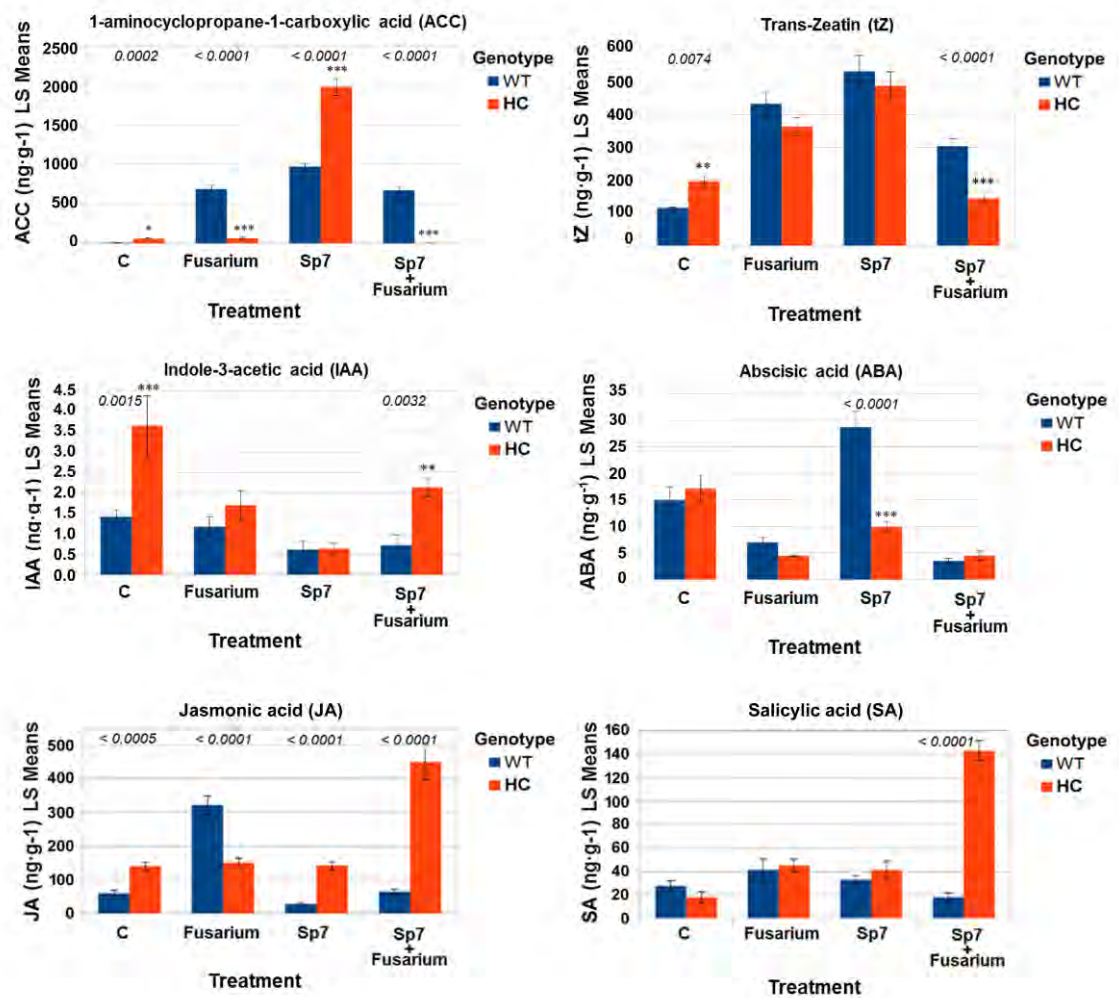 1-aminocyclopropane-1-carboxylic acid (ACC)
ACC (ng·g-1) LS Means
2500
2000
1500
1000
500
0
0.0002 < 0.0001 < 0.0001 < 0.0001
* *** *** ***
C Fusarium Sp7 Sp7
+
Fusarium
Treatment
Genotype
WT
HC
Trans-Zeatin (tZ)
tZ (ng·g-1) LS Means
600
500
400
300
200
100
0
0.0074 < 0.0001
** ***
C Fusarium Sp7 Sp7
+
Fusarium
Treatment
Genotype
WT
HC
Indole-3-acetic acid (IAA)
IAA (nq·q-1) LS Means
4.5
4.0
3.5
3.0
2.5
2.0
1.5
1.0
0.5
0.0
0.0015 0.0032
*** **
C Fusarium Sp7 Sp7
+
Fusarium
Treatment
Genotype
WT
HC
Abscisic acid (ABA)
ABA (ng·g⁻¹) LS Means
35
30
25
20
15
10
5
0
< 0.0001
***
C Fusarium Sp7 Sp7
+
Fusarium
Treatment
Genotype
WT
HC
Jasmonic acid (JA)
JA (ng·g-1) LS Means
500
400
300
200
100
0
< 0.0005 < 0.0001 < 0.0001 < 0.0001
C Fusarium Sp7 Sp7
+
Fusarium
Treatment
Genotype
WT
HC
Salicylic acid (SA)
SA (ng·g-1) LS Means
160
140
120
100
80
60
40
20
0
< 0.0001
C Fusarium Sp7 Sp7
+
Fusarium
Treatment
Genotype
WT
HC